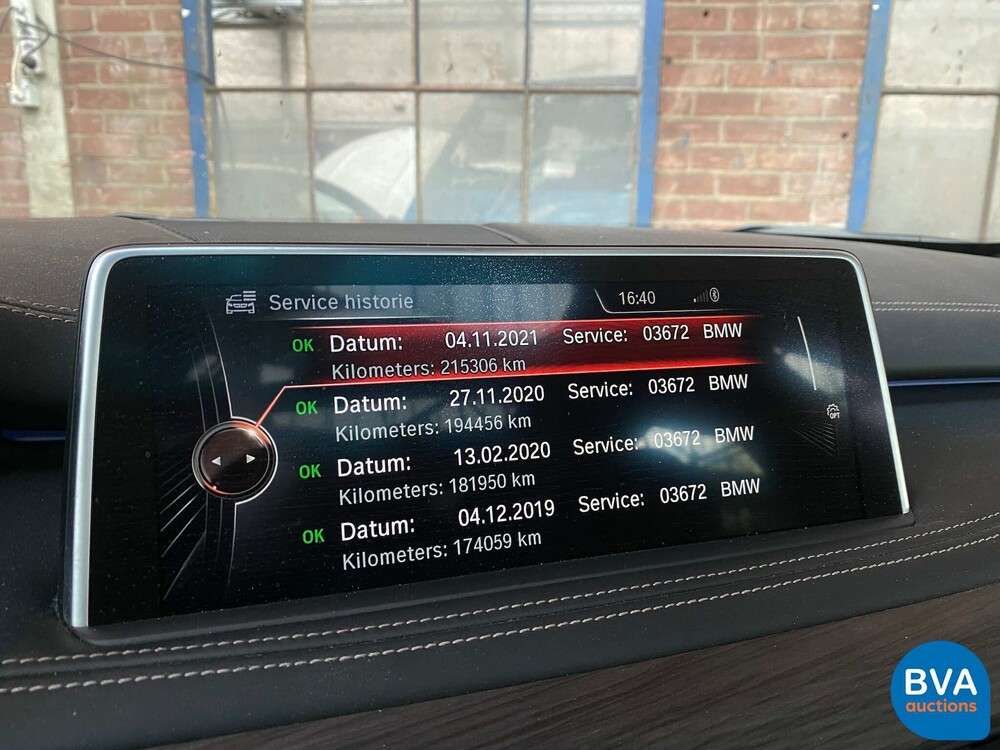 Service historie 16:40
OK Datum: 04.11.2021 Service: 03672 BMW
Kilometers: 215306 km
OK Datum: 27.11.2020 Service: 03672 BMW
Kilometers: 194456 km
OK Datum: 13.02.2020 Service: 03672 BMW
Kilometers: 181950 km
OK Datum: 04.12.2019 Service: 03672 BMW
Kilometers: 174059 km
OPT
BVA
auctions